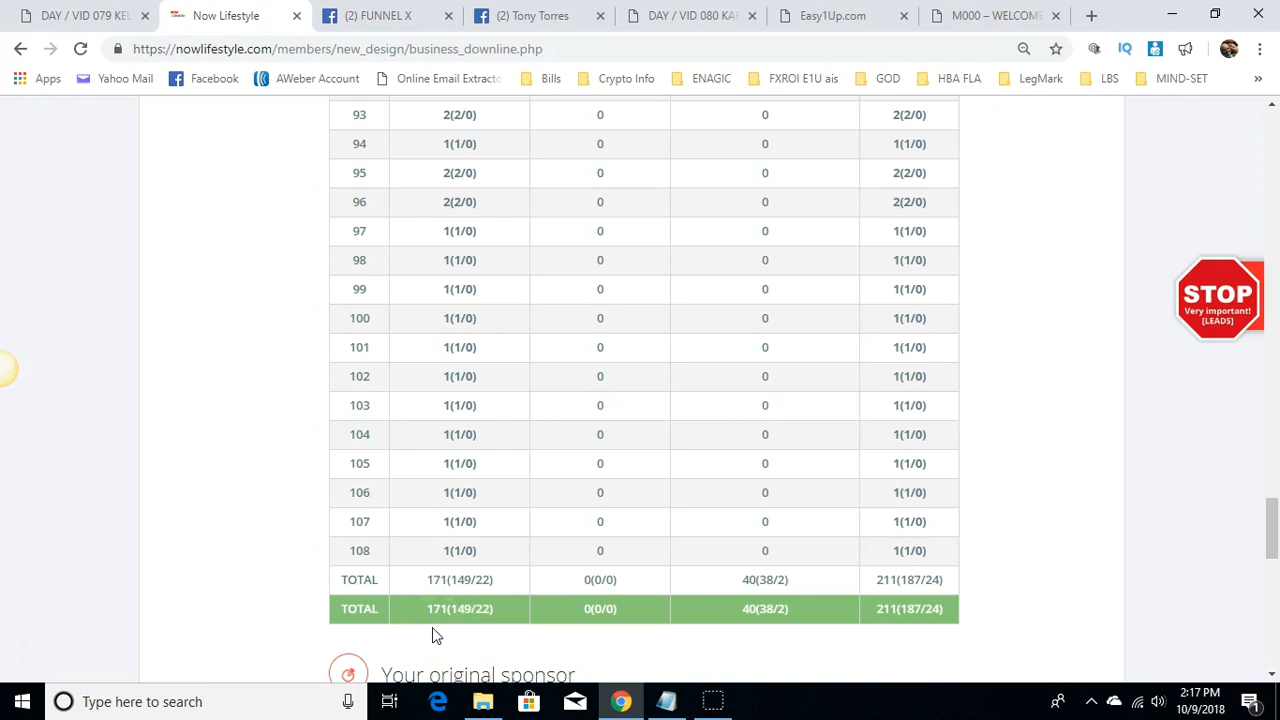 DAY / VID 079 KEL
Now Lifestyle
(2) FUNNEL X
(2) Tony Torres
DAY / VID 080 KAR
Easy1Up.com
M000 – WELCOME
https://nowlifestyle.com/members/new_design/business_downline.php
Apps Yahoo Mail Facebook AWeber Account Online Email Extracto Bills Crypto Info ENAGIC FXROI E1U ais GOD HBA FLA LegMark LBS MIND-SET »
93 2(2/0) 0 0 2(2/0)
94 1(1/0) 0 0 1(1/0)
95 2(2/0) 0 0 2(2/0)
96 2(2/0) 0 0 2(2/0)
97 1(1/0) 0 0 1(1/0)
98 1(1/0) 0 0 1(1/0)
99 1(1/0) 0 0 1(1/0)
100 1(1/0) 0 0 1(1/0)
101 1(1/0) 0 0 1(1/0)
102 1(1/0) 0 0 1(1/0)
103 1(1/0) 0 0 1(1/0)
104 1(1/0) 0 0 1(1/0)
105 1(1/0) 0 0 1(1/0)
106 1(1/0) 0 0 1(1/0)
107 1(1/0) 0 0 1(1/0)
108 1(1/0) 0 0 1(1/0)
TOTAL 171(149/22) 0(0/0) 40(38/2) 211(187/24)
TOTAL 171(149/22) 0(0/0) 40(38/2) 211(187/24)
Your original sponsor
STOP
Very important!
[LEADS]
Type here to search
2:17 PM
10/9/2018